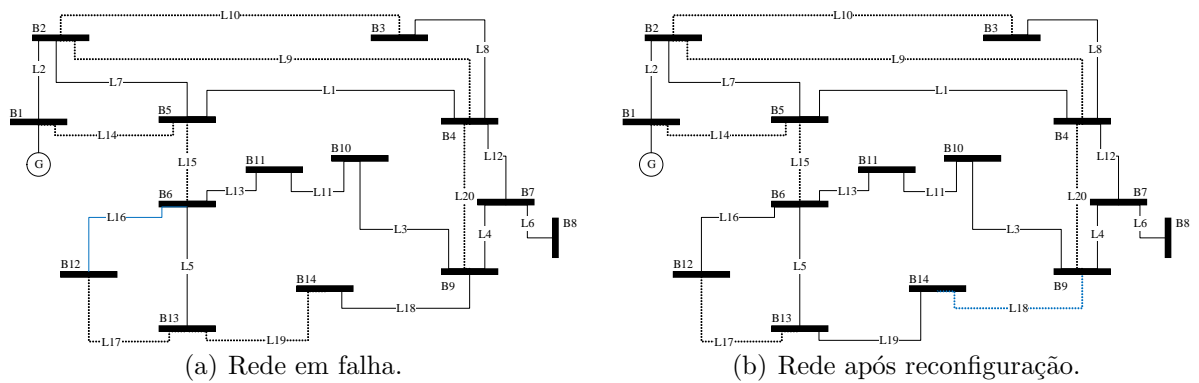 L10
B2
B3
L8
L9
L2
L7
B1
B5
L1
B4
L14
G
L15
B11
B10
L12
B6
L13
L11
L20
B7
L16
L3
L4
L6
B8
B12
L5
B14
B9
L18
B13
L17
L19
(a) Rede em falha.
L10
B2
B3
L8
L9
L2
L7
B1
B5
L1
B4
L14
G
L15
B11
B10
L12
B6
L13
L11
L20
B7
L16
L3
L4
L6
B8
B12
L5
B14
B9
L18
B13
L17
L19
(b) Rede após reconfiguração.